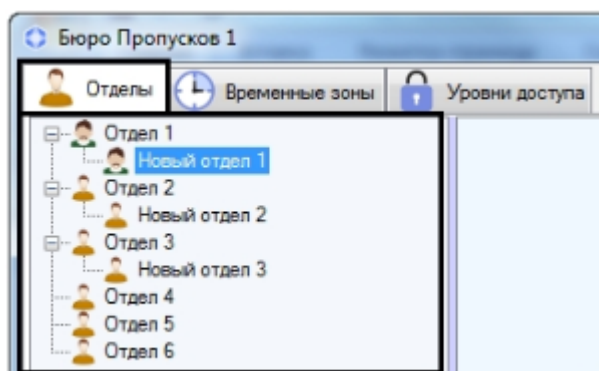 Бюро Пропусков 1
Отделы Временные зоны Уровни доступа
Отдел 1
Новый отдел 1
Отдел 2
Новый отдел 2
Отдел 3
Новый отдел 3
Отдел 4
Отдел 5
Отдел 6